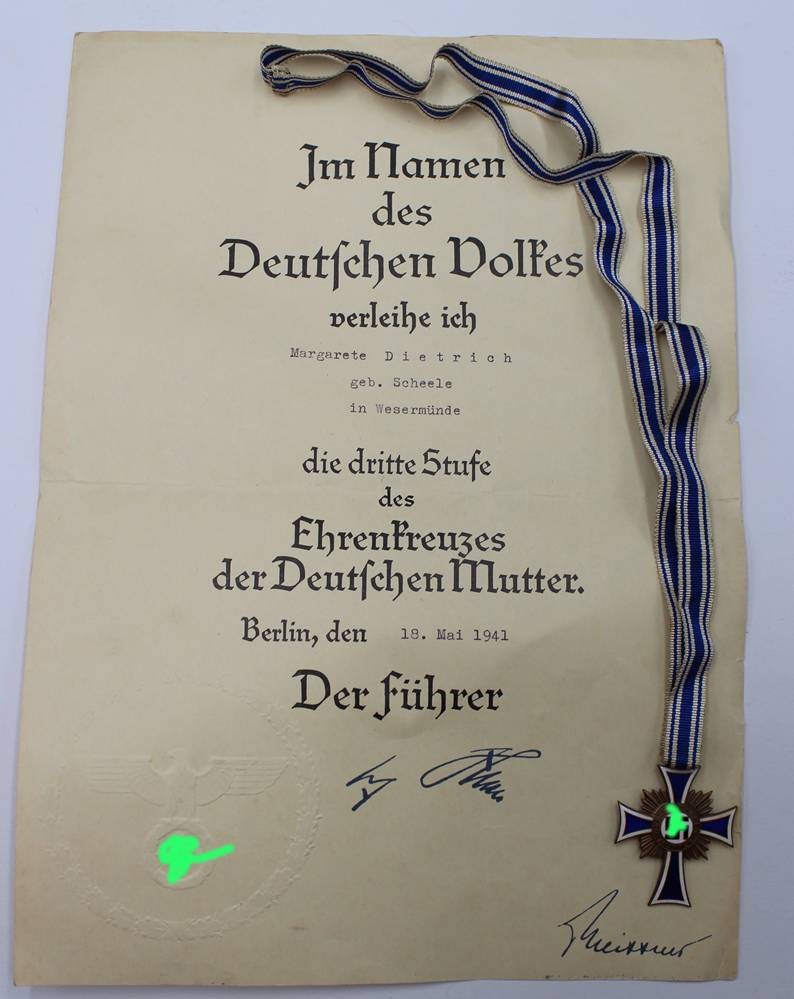 Im Namen
des
Deutſchen Volkes
verleihe ich
Margarete D i e t r i c h
geb. Scheele
in Wesermünde
die dritte Stufe
des
Ehrenkreuzes
der Deutſchen Mutter.
Berlin, den 18. Mai 1941
Der Führer
Meissner